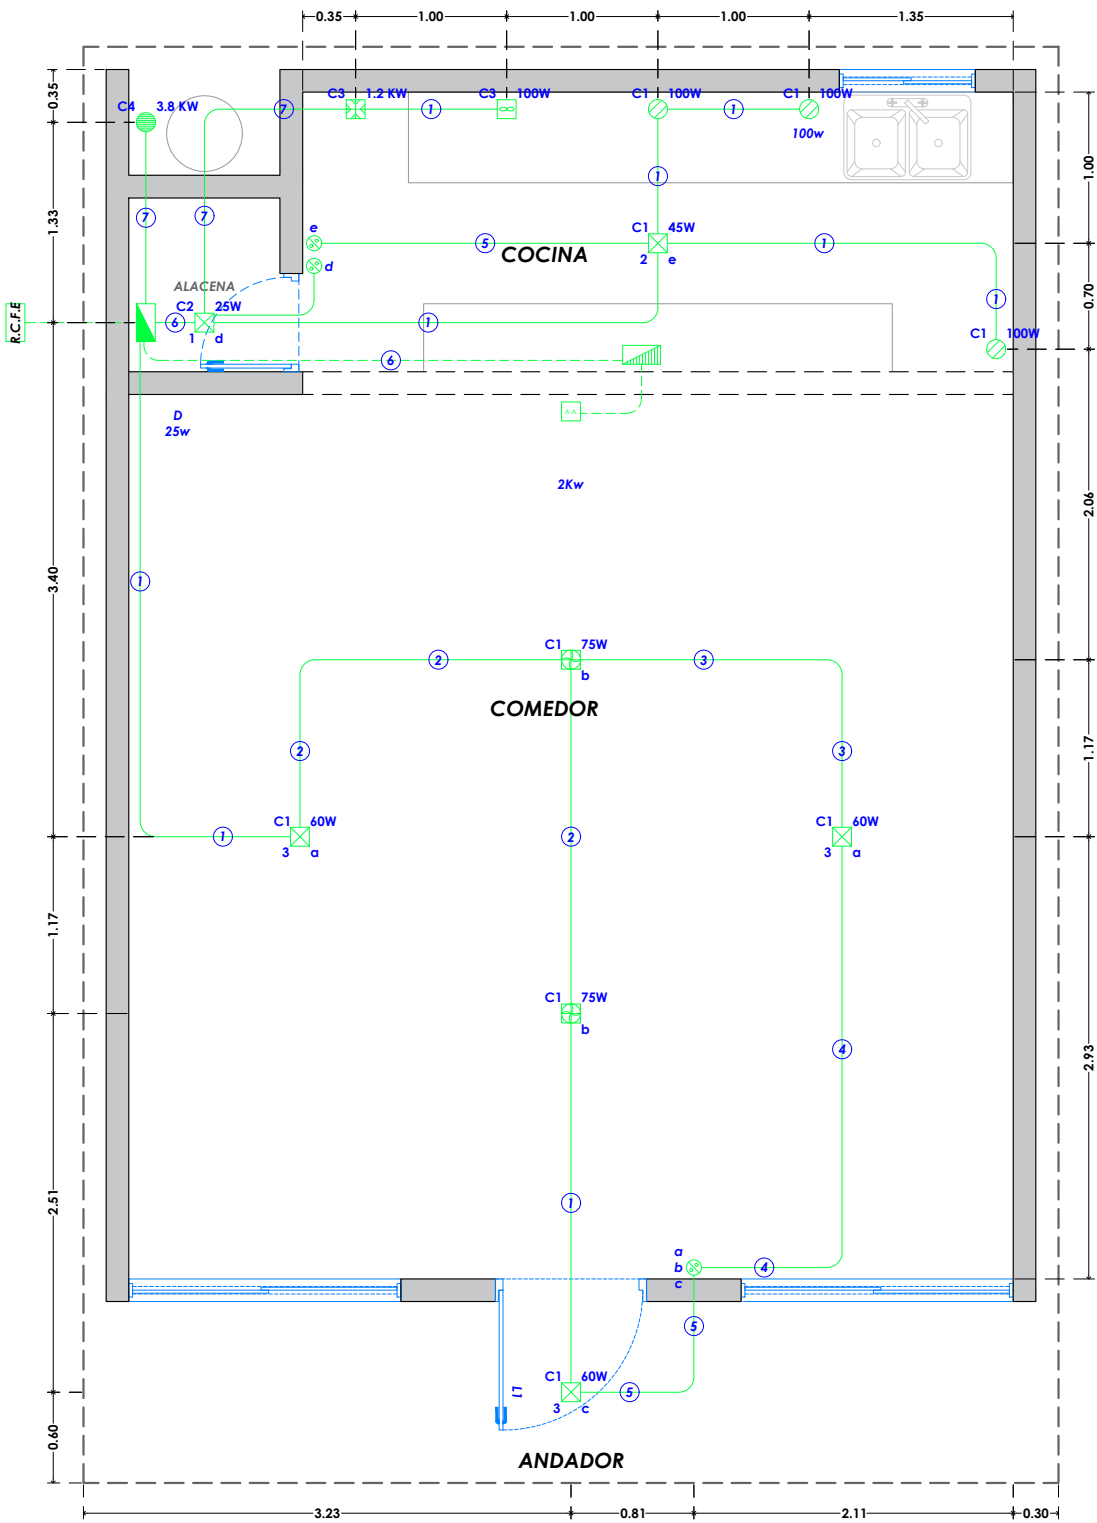 0.35 1.00 1.00 1.00 1.35
0.35
C4 3.8 KW
7
C3 1.2 KW
1
C3 100W
C1 100W
1
C1 100W
100w
1.00
1
7
7
1.33
e
5
COCINA
C1 45W
2 e
1
d
ALACENA
0.70
1
R.C.F.E
C2 25W
6
1 d
1
C1 100W
6
D
25w
A-A
2Kw
2.06
3.40
1
C1 75W
2
3
b
COMEDOR
2
3
1.17
C1 60W
1
3 a
2
C1 60W
3 a
1.17
C1 75W
b
4
2.93
2.51
1
a
b
c
4
5
C1 60W
3 c
5
L1
0.60
ANDADOR
3.23 0.81 2.11 0.30